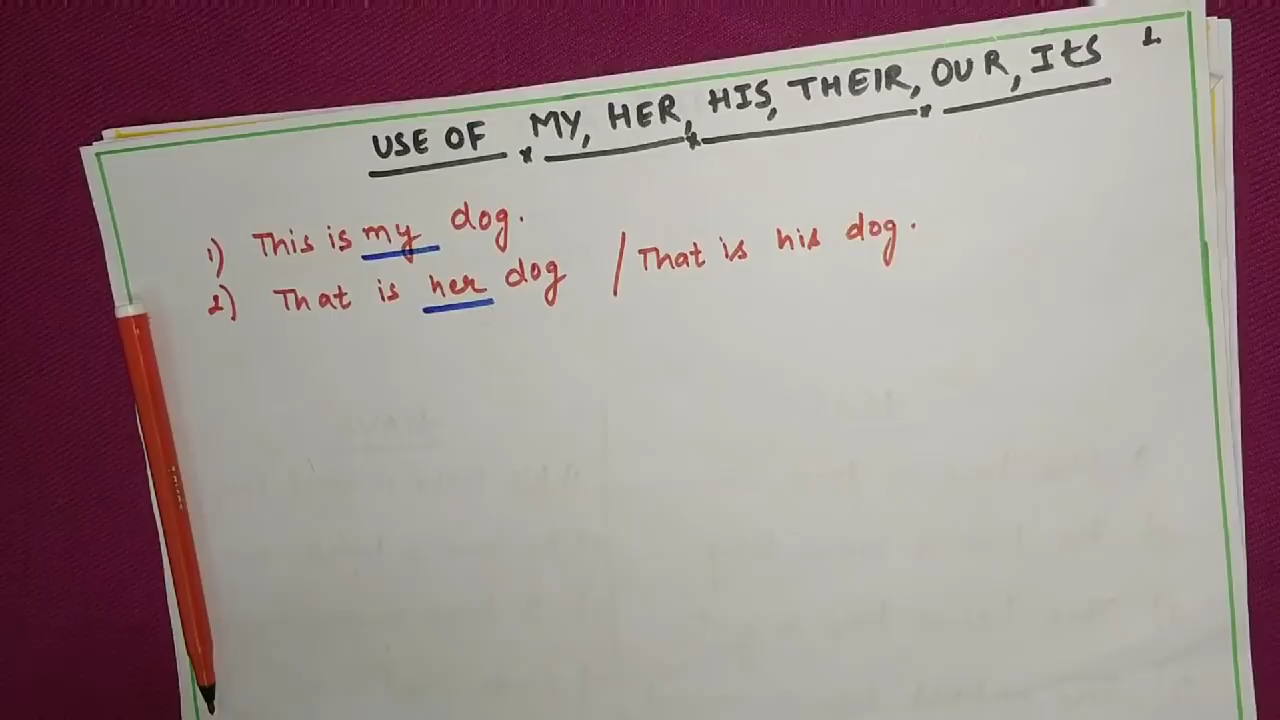 USE OF MY, HER, HIS, THEIR, OUR, Its 1
1) This is my dog.
2) That is her dog / That is his dog.